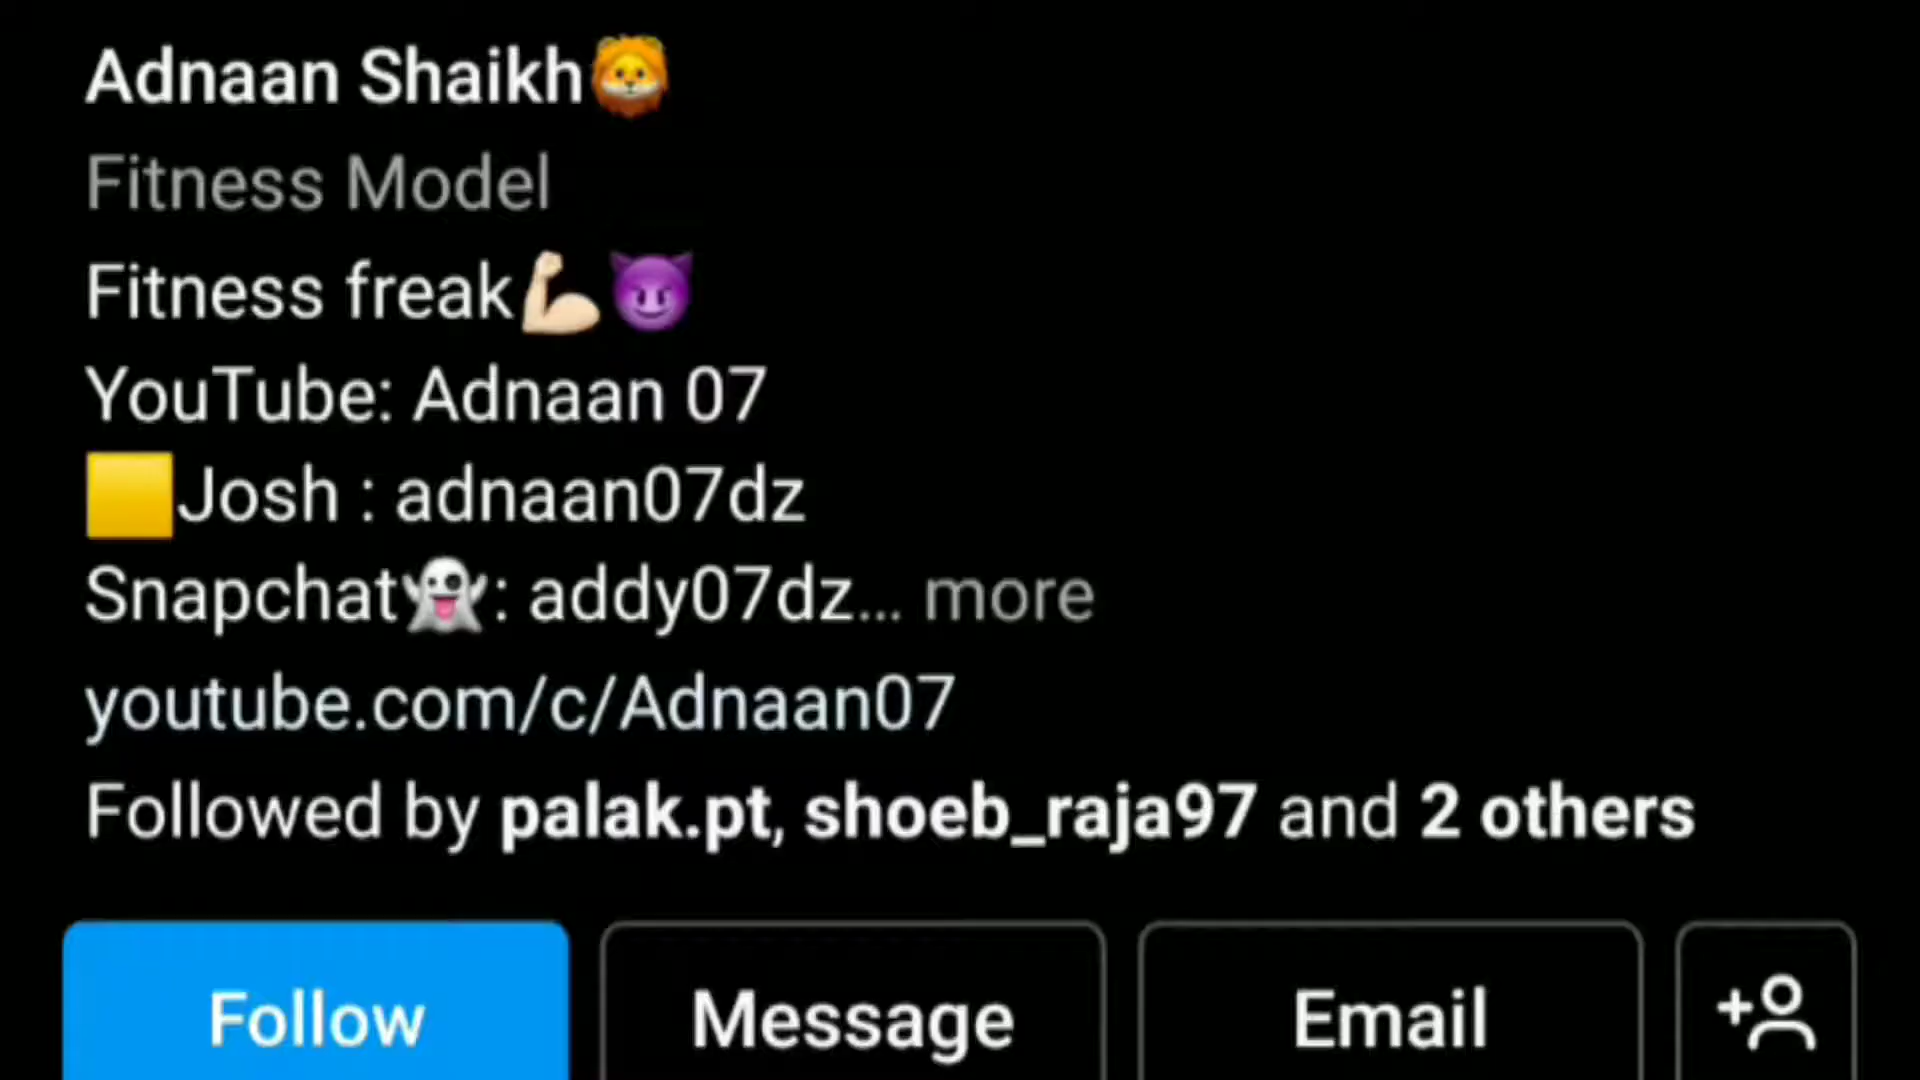 Adnaan Shaikh🦁
Fitness Model
Fitness freak💪🏻😈
YouTube: Adnaan 07
🟨Josh : adnaan07dz
Snapchat👻: addy07dz... more
youtube.com/c/Adnaan07
Followed by palak.pt, shoeb_raja97 and 2 others
Follow Message Email